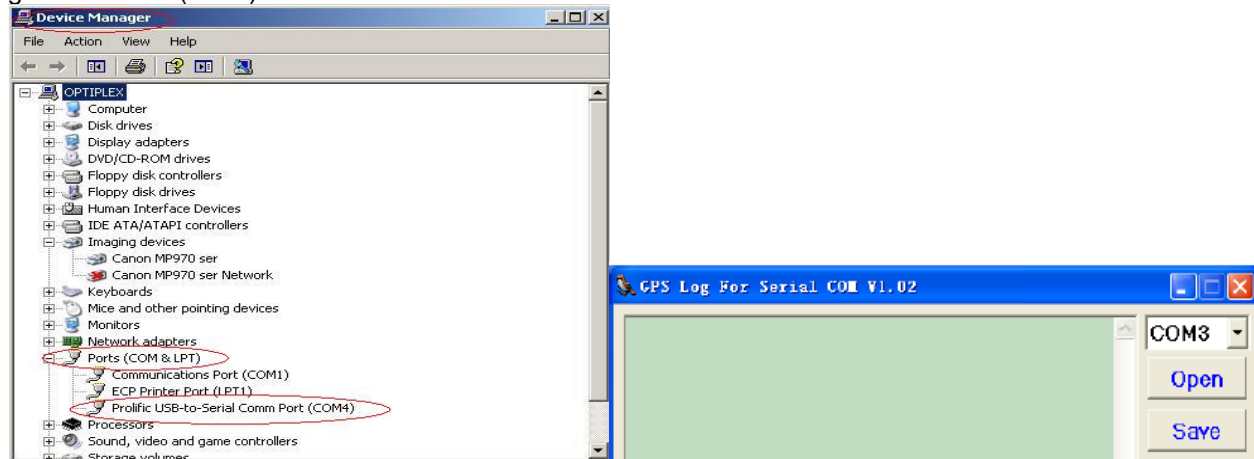 Device Manager
File Action View Help
OPTIPLEX
Computer
Disk drives
Display adapters
DVD/CD-ROM drives
Floppy disk controllers
Floppy disk drives
Human Interface Devices
IDE ATA/ATAPI controllers
Imaging devices
Canon MP970 ser
Canon MP970 ser Network
Keyboards
Mice and other pointing devices
Monitors
Network adapters
Ports (COM & LPT)
Communications Port (COM1)
ECP Printer Port (LPT1)
Prolific USB-to-Serial Comm Port (COM4)
Processors
Sound, video and game controllers
Storage volumes
GPS Log For Serial COM V1.02
COM3
Open
Save